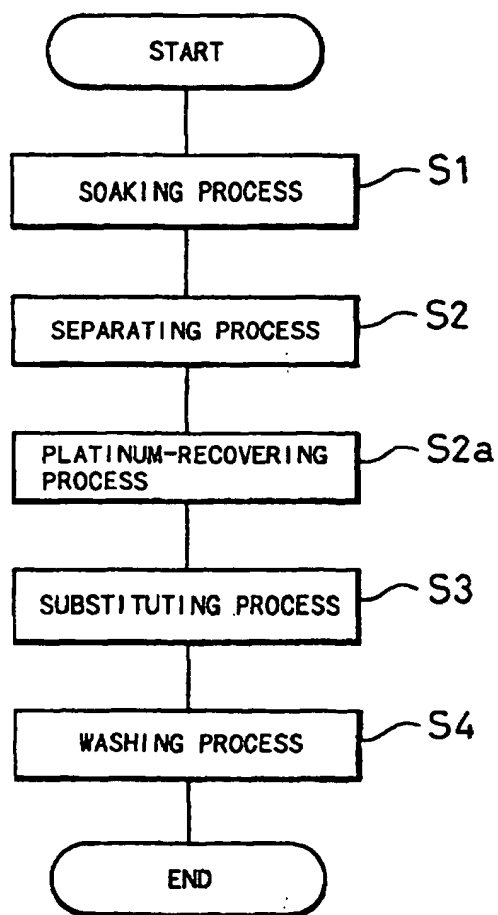 START
SOAKING PROCESS
S1
SEPARATING PROCESS
S2
PLATINUM-RECOVERING
PROCESS
S2a
SUBSTITUTING PROCESS
S3
WASHING PROCESS
S4
END